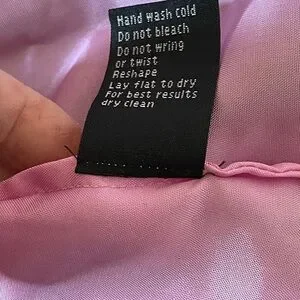 Hand wash cold
Do not bleach
Do not wring
or twist
Reshape
Lay flat to dry
For best results
dry clean